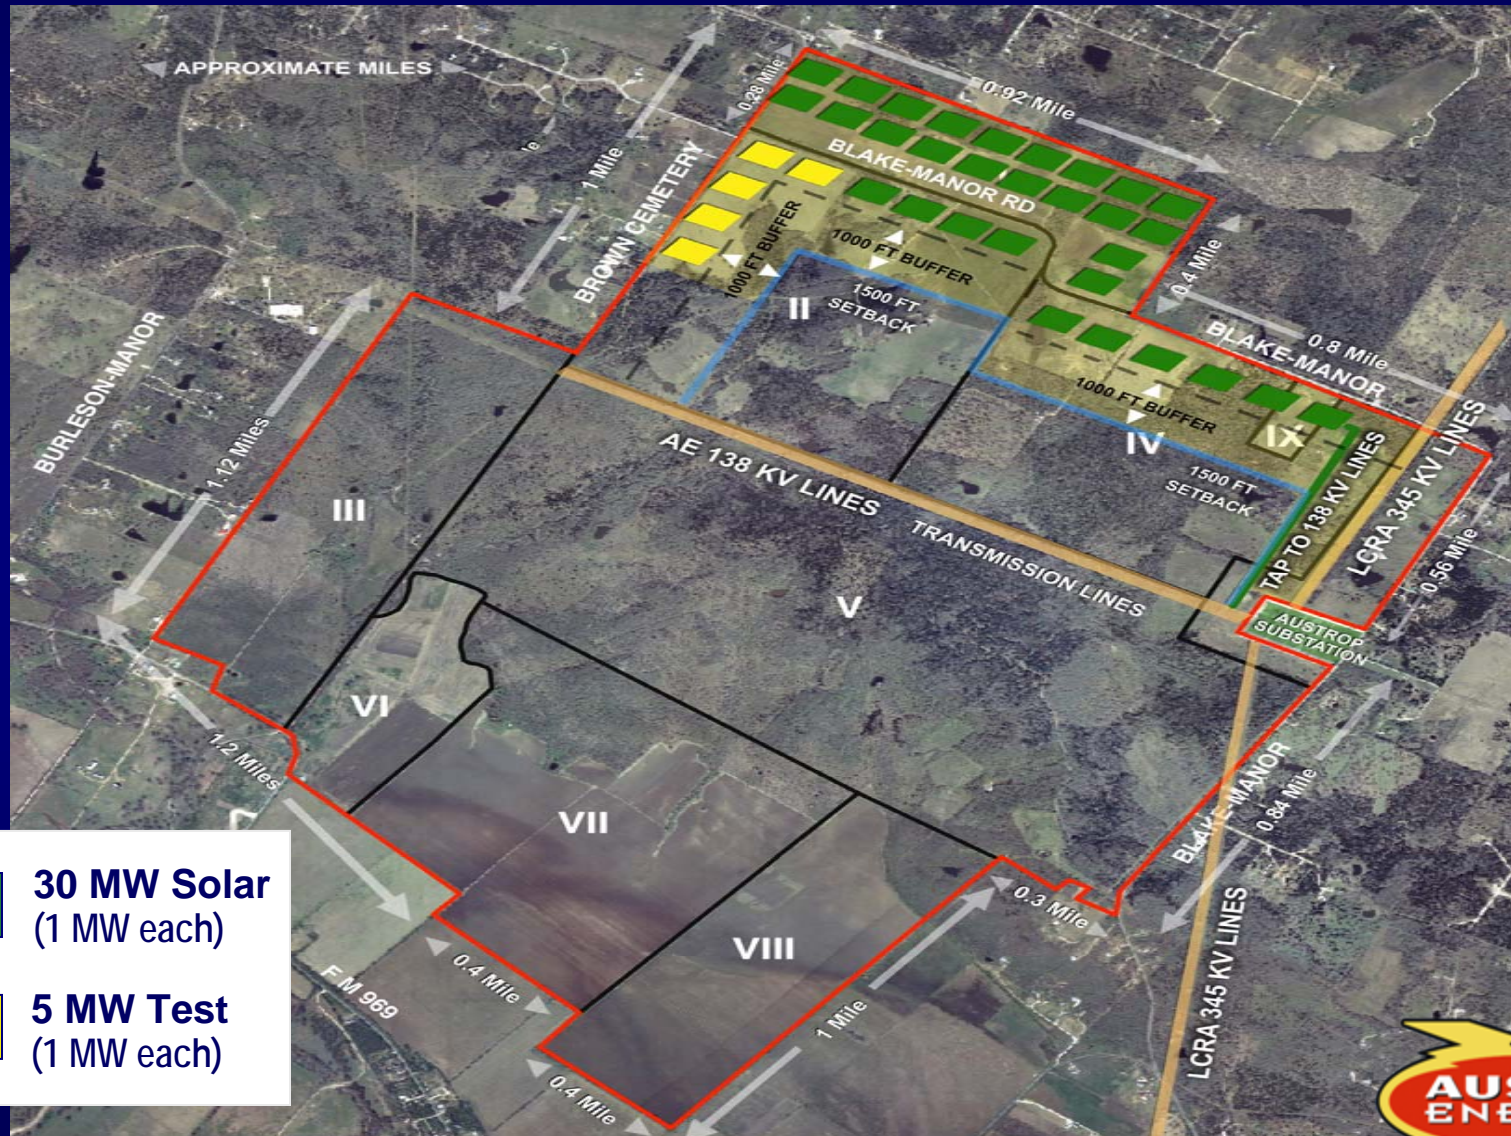 APPROXIMATE MILES
0.28 Mile
0.92 Mile
1 Mile
BROWN CEMETERY
BLAKE-MANOR RD
1000 FT BUFFER
1000 FT BUFFER
0.4 Mile
II
1500 FT
SETBACK
BLAKE-MANOR
0.8 Mile
BURLESON-MANOR
1.12 Miles
1000 FT BUFFER
IX
IV
1500 FT
SETBACK
AE 138 KV LINES
TRANSMISSION LINES
TAP TO 138 KV LINES
LCRA 345 KV LINES
0.56 Mile
III
V
AUSTROP
SUBSTATION
VI
1.2 Miles
VII
BLAKE-MANOR
0.84 Mile
30 MW Solar
(1 MW each)
5 MW Test
(1 MW each)
VIII
0.3 Mile
LCRA 345 KV LINES
0.4 Mile
F M 969
1 Mile
0.4 Mile